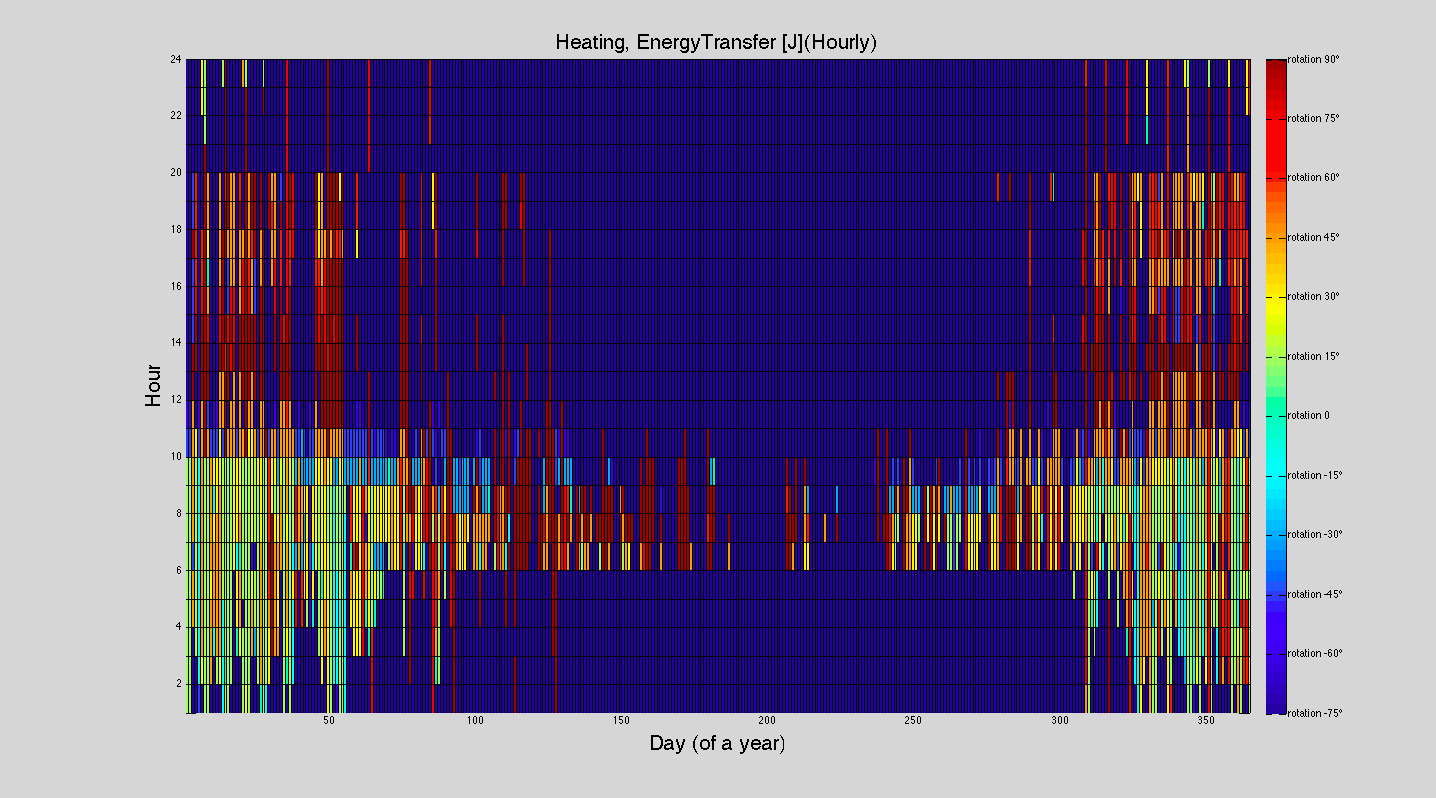 Heating, EnergyTransfer [J](Hourly)
24
22
20
18
16
14
12
10
8
6
4
2
Hour
50
100
150
200
250
300
350
Day (of a year)
rotation 90°
rotation 75°
rotation 60°
rotation 45°
rotation 30°
rotation 15°
rotation 0
rotation -15°
rotation -30°
rotation -45°
rotation -60°
rotation -75°